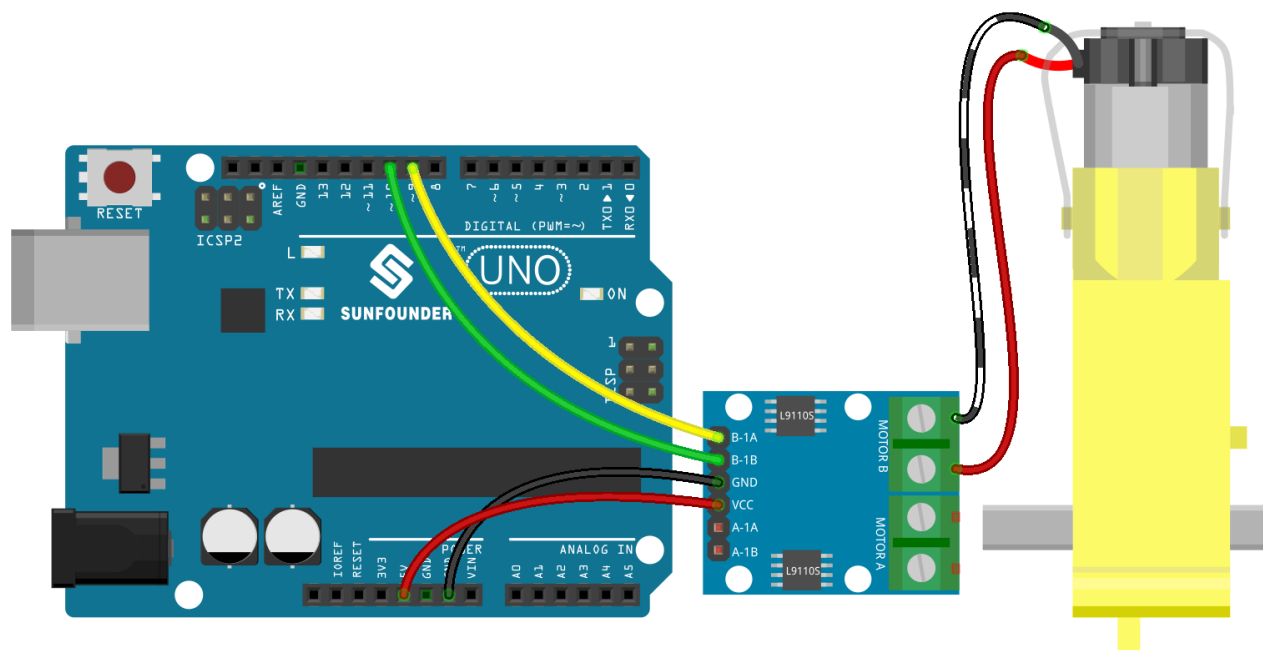 RESET
ICSP2
AREF
GND
13
12
~11
~10
~9
8
7
~6
~5
4
~3
2
TX0▶1
RX0◀0
DIGITAL (PWM=~)
L
TX
RX
SUNFOUNDER
™
UNO
ON
1
ICSP
IOREF
RESET
3V3
5V
GND
GND
VIN
POWER
ANALOG IN
A0
A1
A2
A3
A4
A5
B-1A
B-1B
GND
VCC
A-1A
A-1B
L9110S
L9110S
MOTOR B
MOTOR A